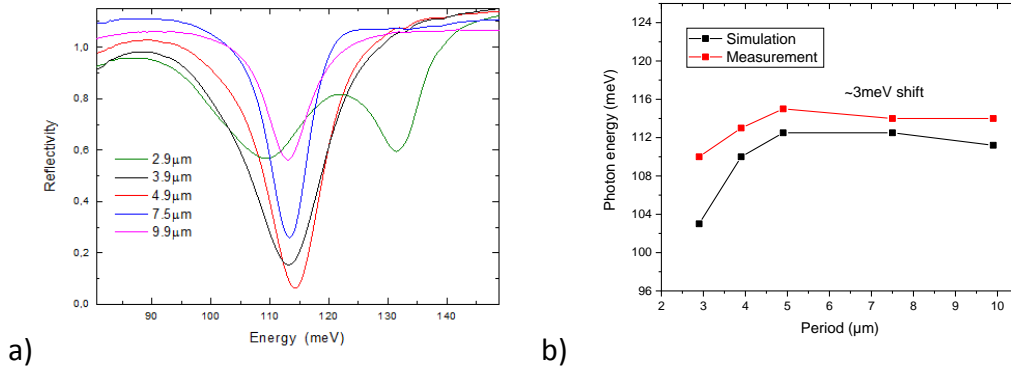 1,0
0,8
0,6
0,4
0,2
0,0
Reflectivity
2.9µm
3.9µm
4.9µm
7.5µm
9.9µm
90 100 110 120 130 140
Energy (meV)
a)
124
120
116
112
108
104
100
96
Photon energy (meV)
Simulation
Measurement
~3meV shift
2 3 4 5 6 7 8 9 10
Period (µm)
b)